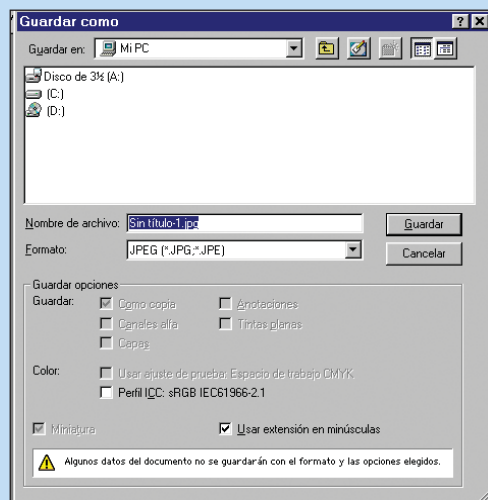 Guardar como
Guardar en: Mi PC
Disco de 3½ (A:)
(C:)
(D:)
Nombre de archivo: Sin título-1.jpg Guardar
Formato: JPEG (*.JPG;*.JPE) Cancelar
Guardar opciones
Guardar: Como copia Anotaciones
Canales alfa Tintas planas
Capas
Color: Usar ajuste de prueba: Espacio de trabajo CMYK
Perfil ICC: sRGB IEC61966-2.1
Miniatura Usar extensión en minúsculas
Algunos datos del documento no se guardarán con el formato y las opciones elegidos.